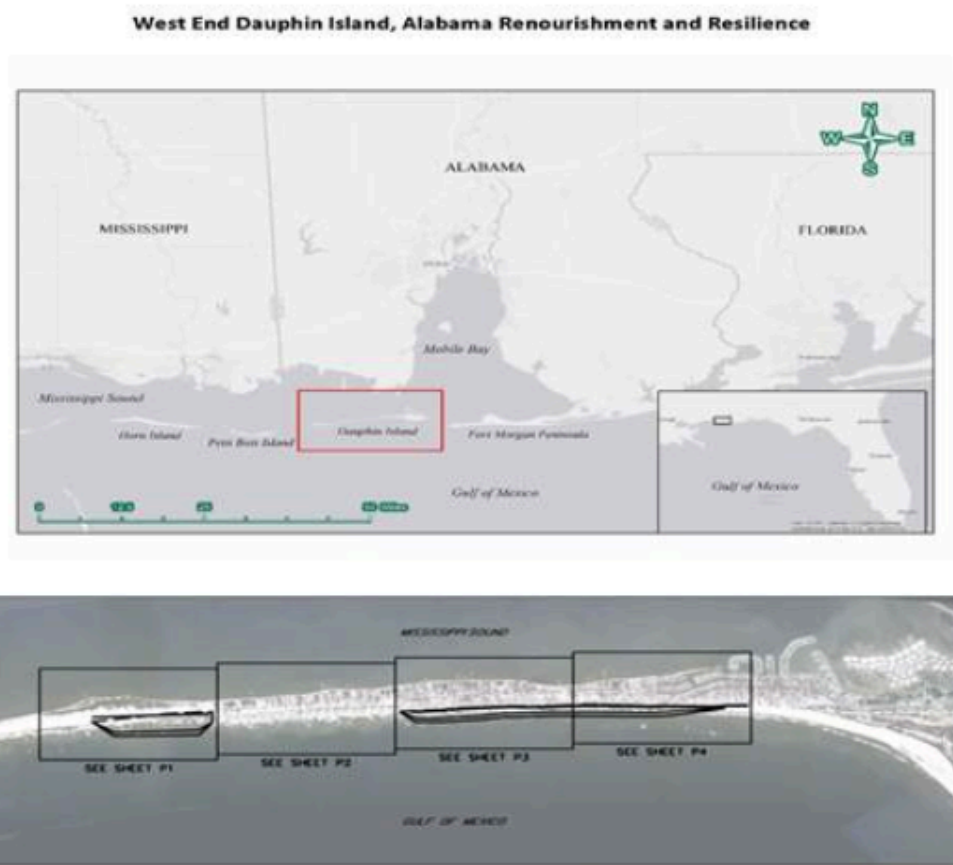 West End Dauphin Island, Alabama Renourishment and Resilience
N
W E
S
ALABAMA
MISSISSIPPI
FLORIDA
Mobile Bay
Mississippi Sound
Horn Island
Petit Bois Island
Dauphin Island
Fort Morgan Peninsula
Gulf of Mexico
Gulf of Mexico
0
MISSISSIPPI SOUND
SEE SHEET P1
SEE SHEET P2
SEE SHEET P3
SEE SHEET P4
GULF OF MEXICO